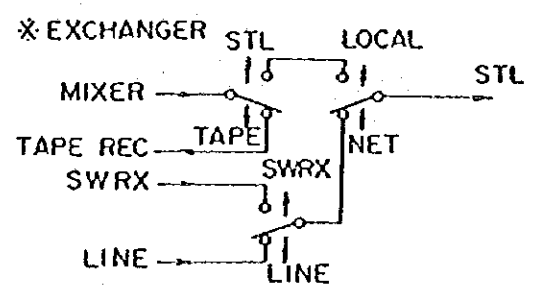 ※ EXCHANGER
STL
LOCAL
STL
MIXER
TAPE
NET
TAPE REC
SWRX
SWRX
LINE
LINE